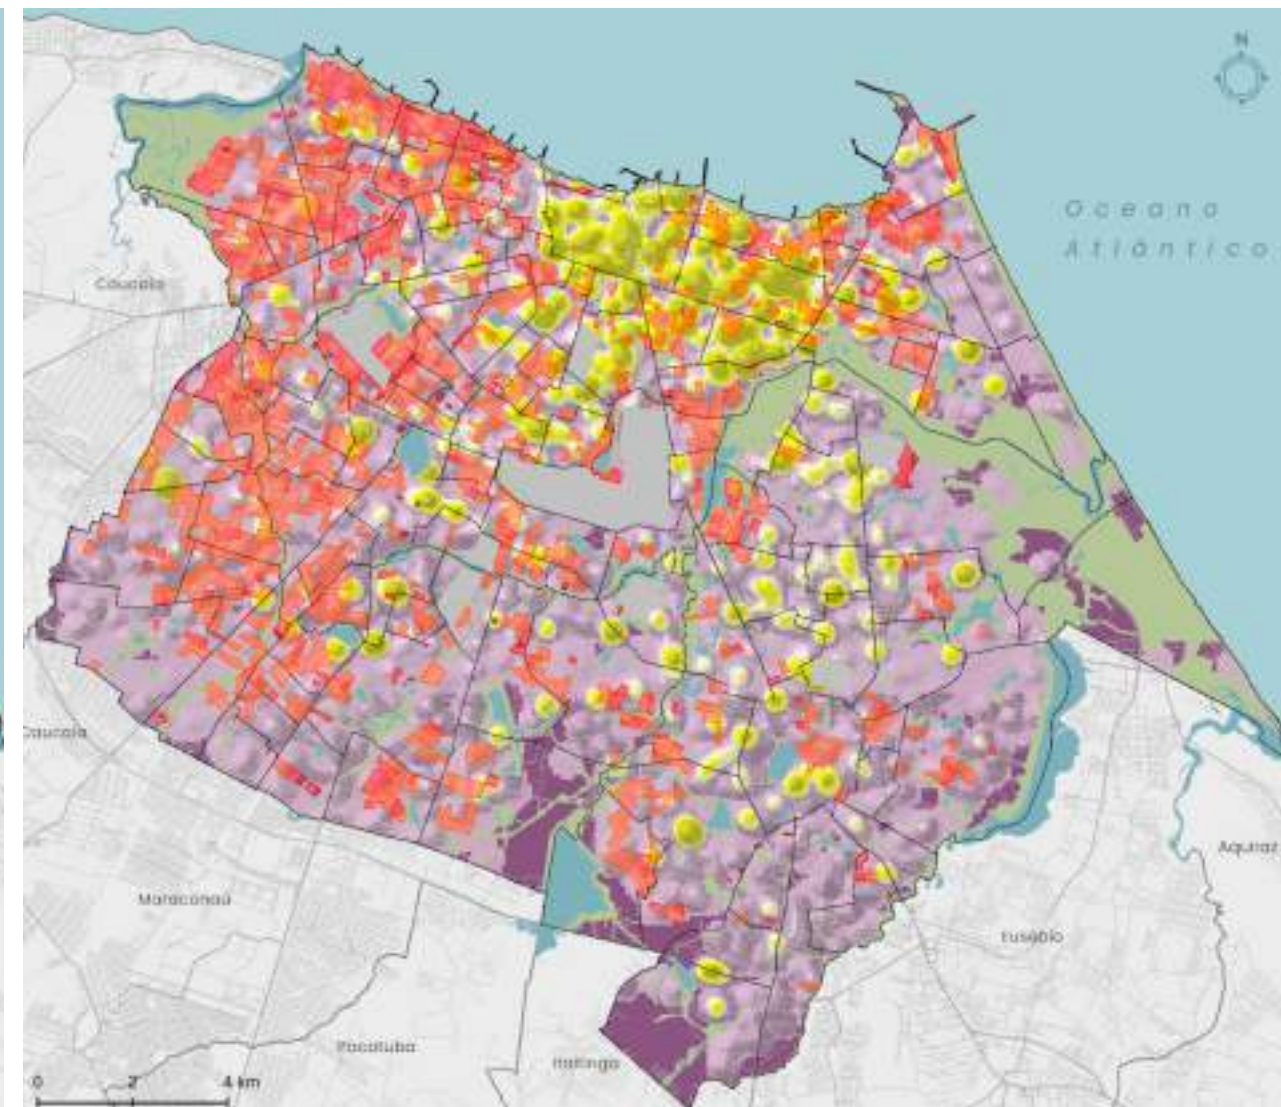 N
Oceano
Atlântico
Caucaia
Caucaia
Maracanaú
Pacatuba
Itaitinga
Eusébio
Aquiraz
0 2 4 km